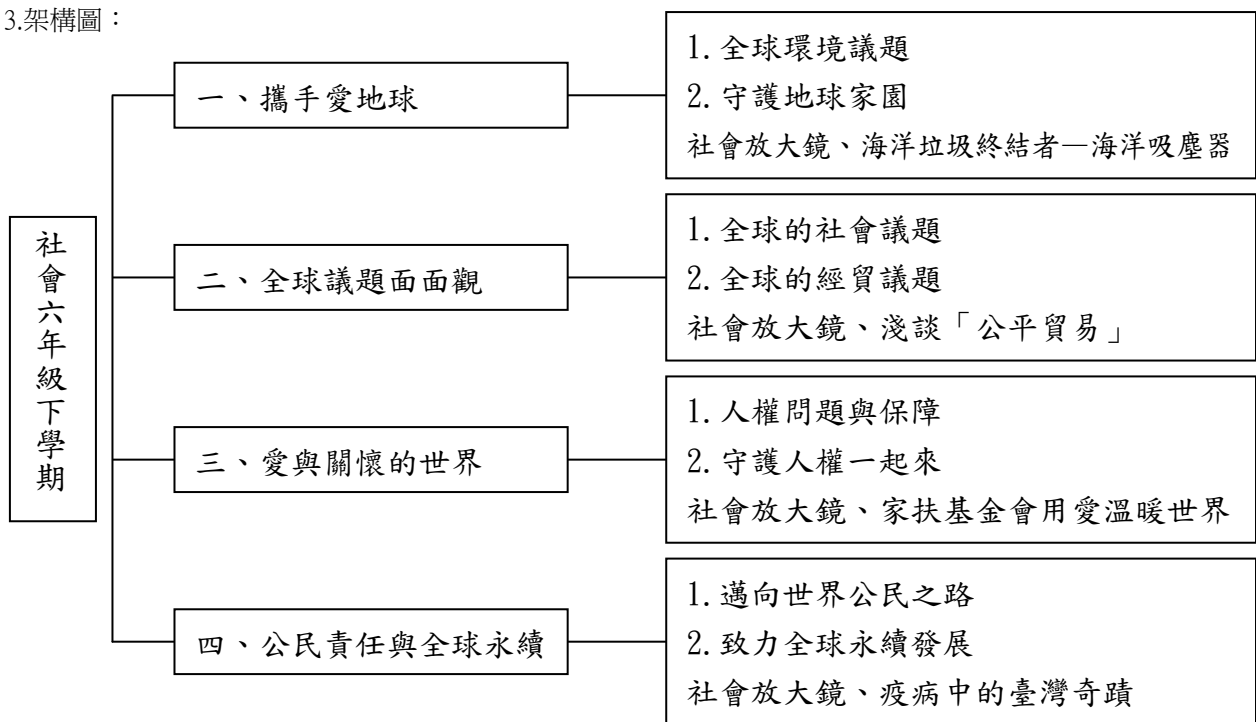 3.架構圖：
社會六年級下學期
一、攜手愛地球
1. 全球環境議題
2. 守護地球家園
社會放大鏡、海洋垃圾終結者—海洋吸塵器
二、全球議題面面觀
1. 全球的社會議題
2. 全球的經貿議題
社會放大鏡、淺談「公平貿易」
三、愛與關懷的世界
1. 人權問題與保障
2. 守護人權一起來
社會放大鏡、家扶基金會用愛溫暖世界
四、公民責任與全球永續
1. 邁向世界公民之路
2. 致力全球永續發展
社會放大鏡、疫病中的臺灣奇蹟